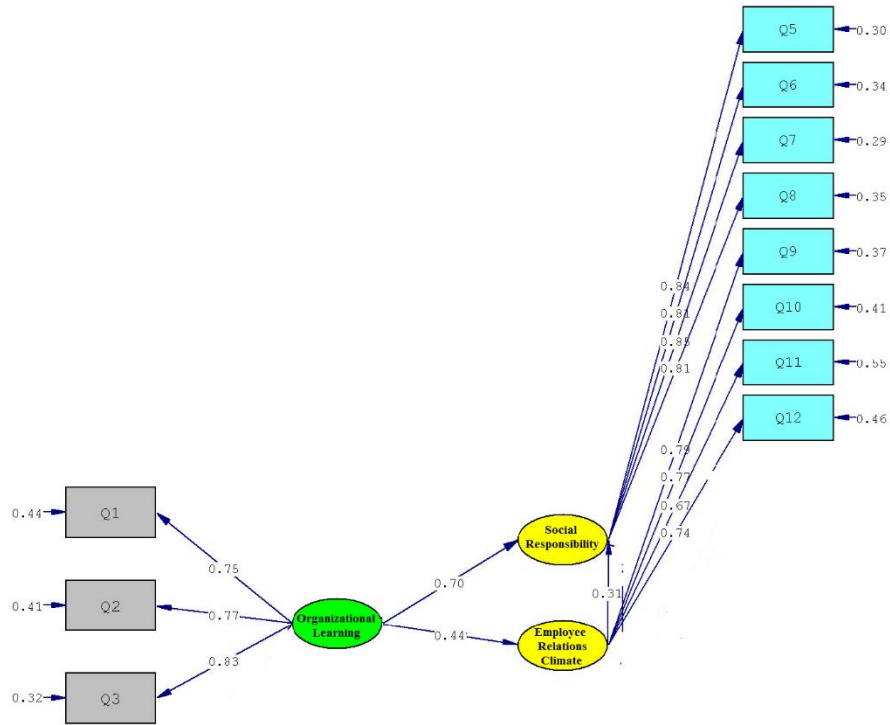 Q5
0.30
Q6
0.34
Q7
0.29
Q8
0.35
Q9
0.37
Q10
0.41
Q11
0.55
Q12
0.46
0.84
0.81
0.85
0.81
0.79
0.77
0.67
0.74
0.44
Q1
0.41
Q2
0.32
Q3
0.75
0.77
0.83
Organizational
Learning
0.70
0.44
Social
Responsibility
0.31
Employee
Relations
Climate